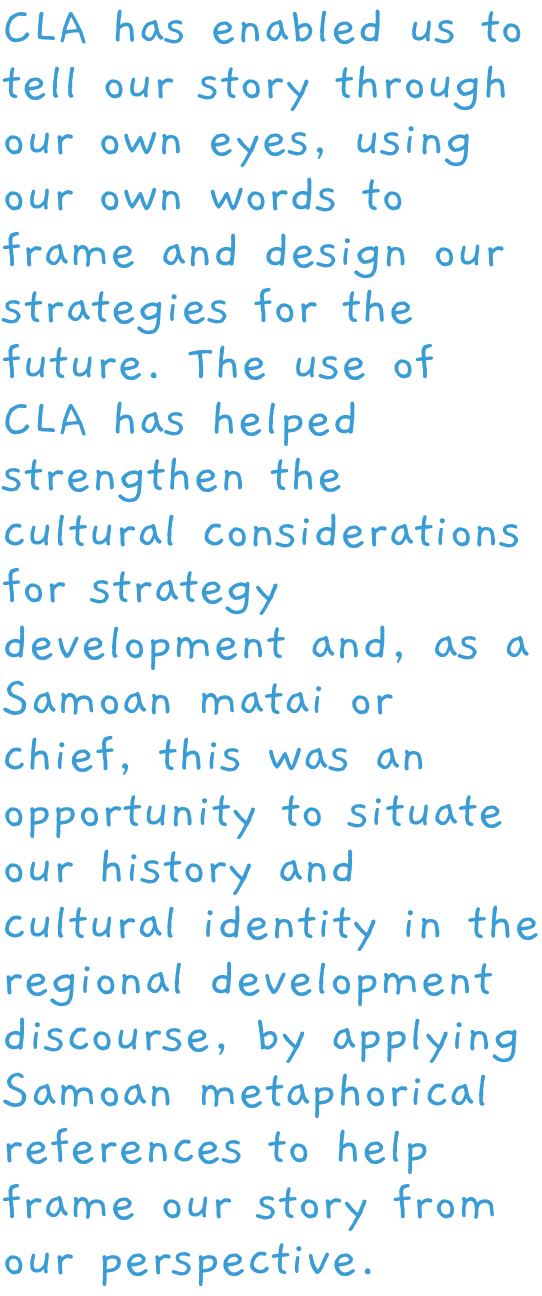 CLA has enabled us to
tell our story through
our own eyes, using
our own words to
frame and design our
strategies for the
future. The use of
CLA has helped
strengthen the
cultural considerations
for strategy
development and, as a
Samoan matai or
chief, this was an
opportunity to situate
our history and
cultural identity in the
regional development
discourse, by applying
Samoan metaphorical
references to help
frame our story from
our perspective.